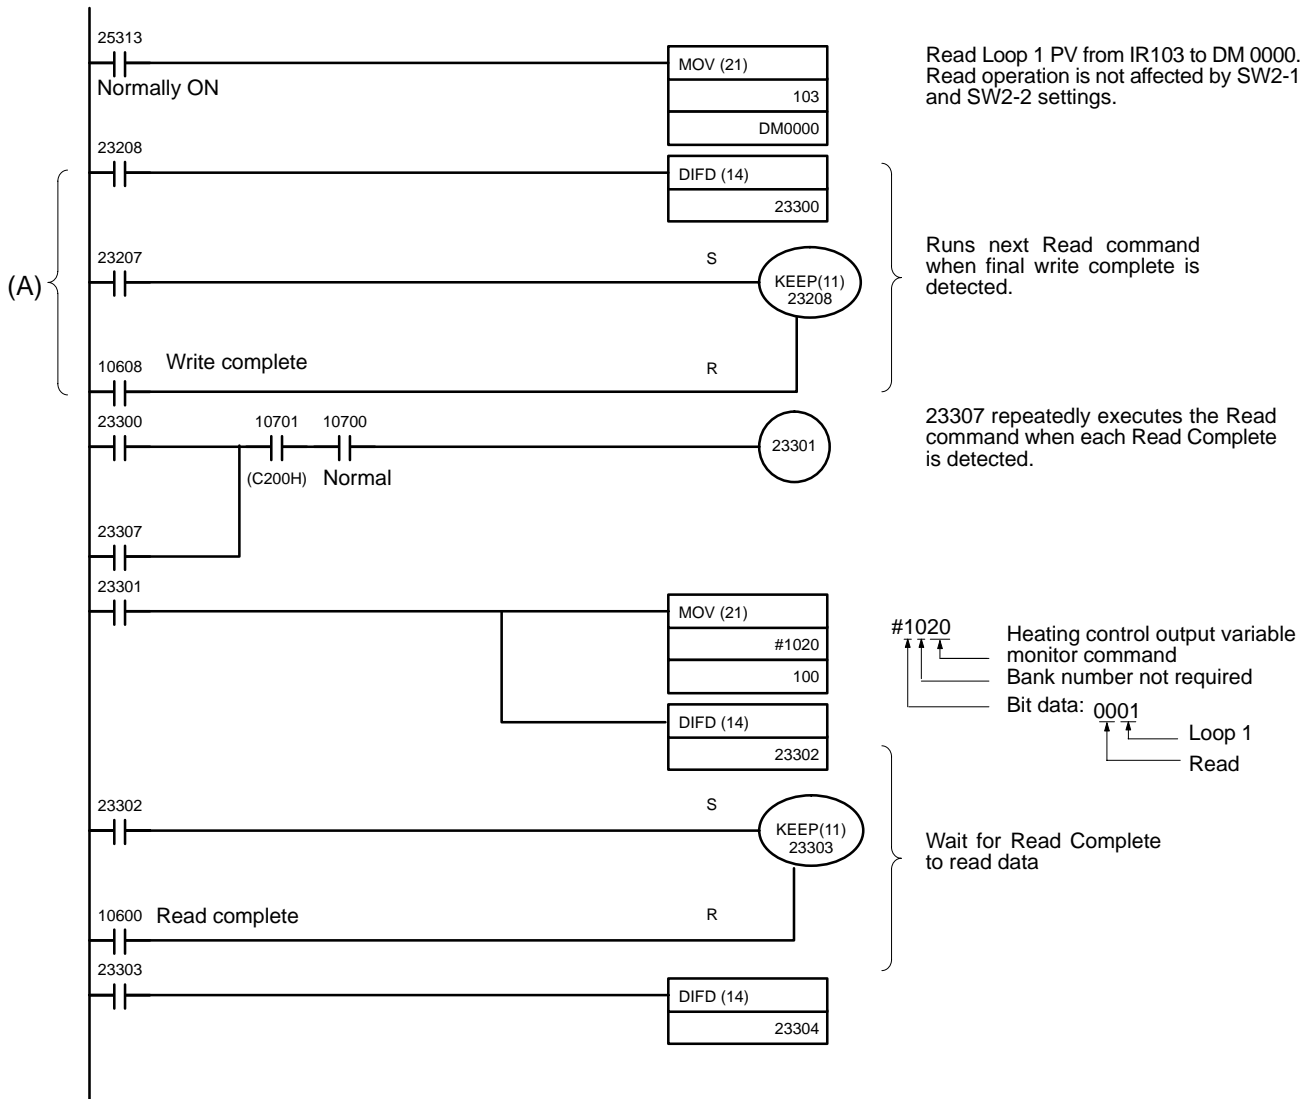 25313
Normally ON
MOV (21)
103
DM0000
Read Loop 1 PV from IR103 to DM 0000.
Read operation is not affected by SW2-1
and SW2-2 settings.
23208
DIFD (14)
23300
(A)
23207
S
KEEP(11)
23208
Runs next Read command
when final write complete is
detected.
10608
Write complete
R
23300
10701
10700
(C200H)
Normal
23301
23307 repeatedly executes the Read
command when each Read Complete
is detected.
23307
23301
MOV (21)
#1020
100
DIFD (14)
23302
#1020
Heating control output variable
monitor command
Bank number not required
Bit data: 0001
Loop 1
Read
23302
S
KEEP(11)
23303
Wait for Read Complete
to read data
10600
Read complete
R
23303
DIFD (14)
23304